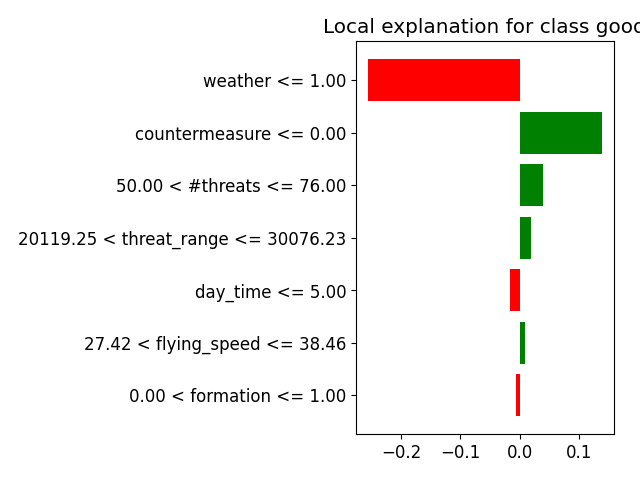 Local explanation for class good
weather <= 1.00
countermeasure <= 0.00
50.00 < #threats <= 76.00
20119.25 < threat_range <= 30076.23
day_time <= 5.00
27.42 < flying_speed <= 38.46
0.00 < formation <= 1.00
−0.2 −0.1 0.0 0.1